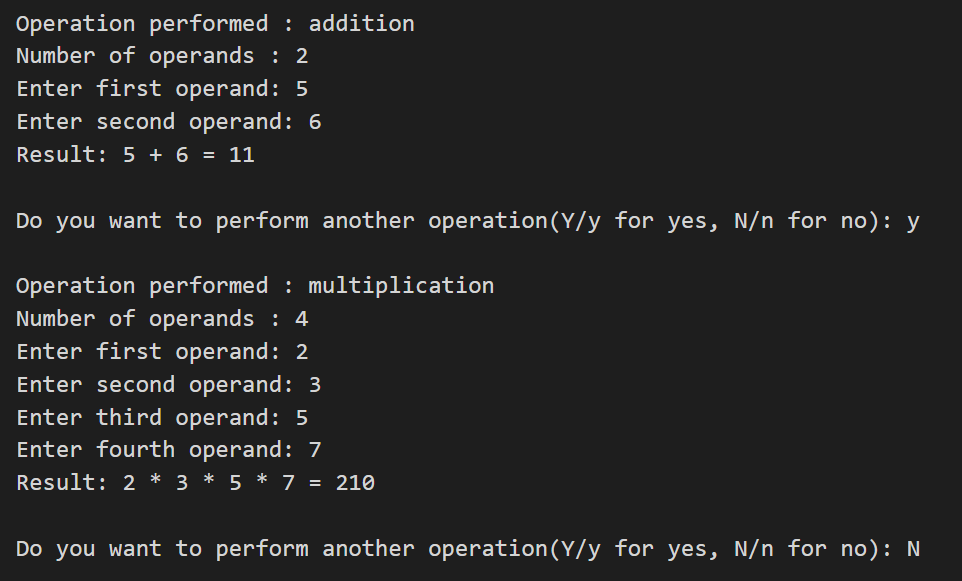 Operation performed : addition
Number of operands : 2
Enter first operand: 5
Enter second operand: 6
Result: 5 + 6 = 11
Do you want to perform another operation(Y/y for yes, N/n for no): y
Operation performed : multiplication
Number of operands : 4
Enter first operand: 2
Enter second operand: 3
Enter third operand: 5
Enter fourth operand: 7
Result: 2 * 3 * 5 * 7 = 210
Do you want to perform another operation(Y/y for yes, N/n for no): N